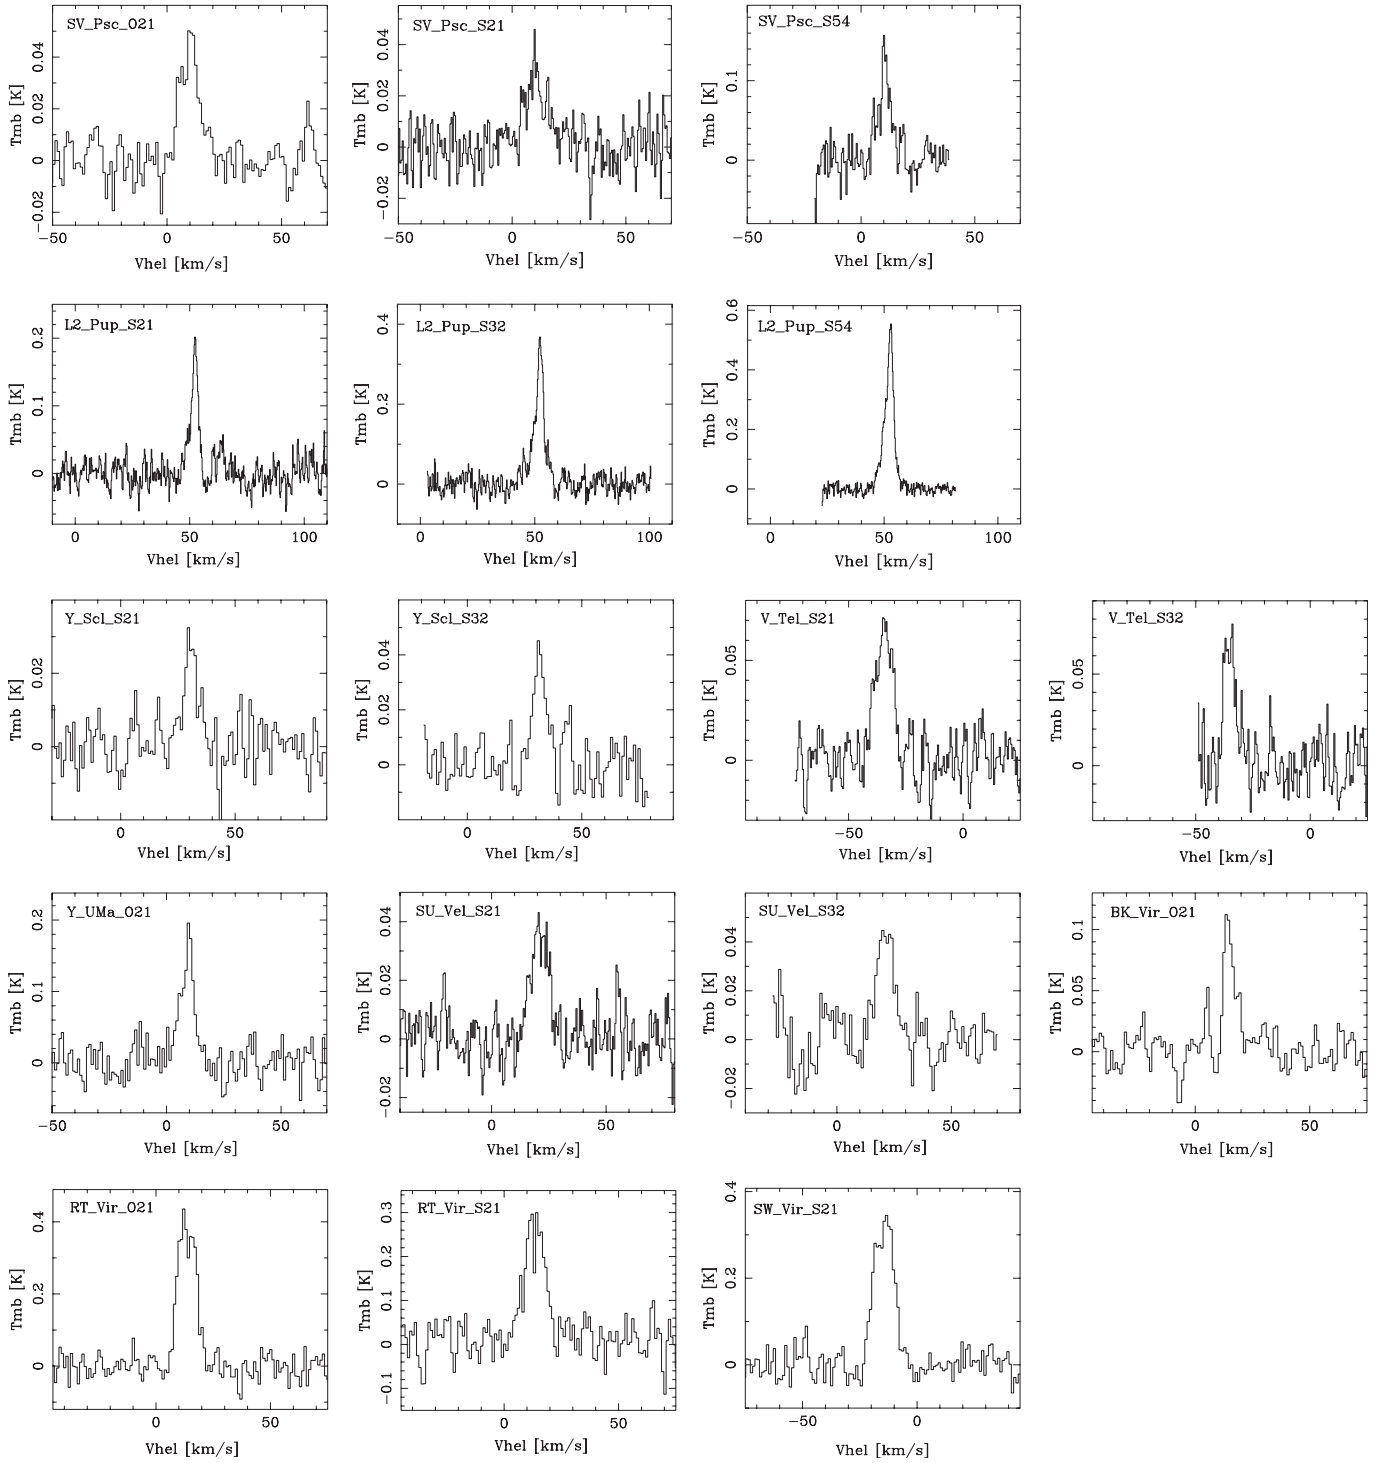 SV_Psc_O21
Tmb [K]
−0.02 0 0.02 0.04
−50 0 50
Vhel [km/s]
SV_Psc_S21
Tmb [K]
−0.02 0 0.02 0.04
−50 0 50
Vhel [km/s]
SV_Psc_S54
Tmb [K]
0 0.1
−50 0 50
Vhel [km/s]
L2_Pup_S21
Tmb [K]
0 0.1 0.2
0 50 100
Vhel [km/s]
L2_Pup_S32
Tmb [K]
0 0.2 0.4
0 50 100
Vhel [km/s]
L2_Pup_S54
Tmb [K]
0 0.2 0.4 0.6
0 50 100
Vhel [km/s]
Y_Scl_S21
Tmb [K]
0 0.02
0 50
Vhel [km/s]
Y_Scl_S32
Tmb [K]
0 0.02 0.04
0 50
Vhel [km/s]
V_Tel_S21
Tmb [K]
0 0.05
−50 0
Vhel [km/s]
V_Tel_S32
Tmb [K]
0 0.05
−50 0
Vhel [km/s]
Y_UMa_O21
Tmb [K]
0 0.1 0.2
−50 0 50
Vhel [km/s]
SU_Vel_S21
Tmb [K]
−0.02 0 0.02 0.04
0 50
Vhel [km/s]
SU_Vel_S32
Tmb [K]
−0.02 0 0.02 0.04
0 50
Vhel [km/s]
BK_Vir_O21
Tmb [K]
0 0.05 0.1
0 50
Vhel [km/s]
RT_Vir_O21
Tmb [K]
0 0.2 0.4
0 50
Vhel [km/s]
RT_Vir_S21
Tmb [K]
−0.1 0 0.1 0.2 0.3
0 50
Vhel [km/s]
SW_Vir_S21
Tmb [K]
0 0.2 0.4
−50 0
Vhel [km/s]